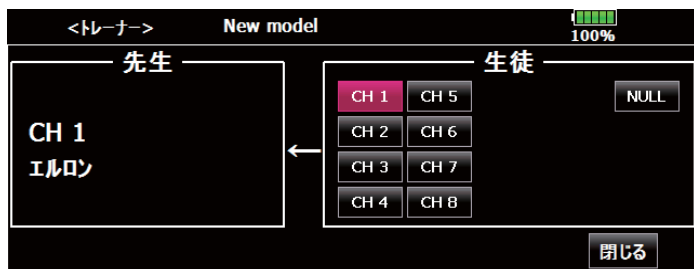 <トレーナー> New model 100%
先生
CH 1
エルロン
←
生徒
CH 1 CH 5 NULL
CH 2 CH 6
CH 3 CH 7
CH 4 CH 8
閉じる